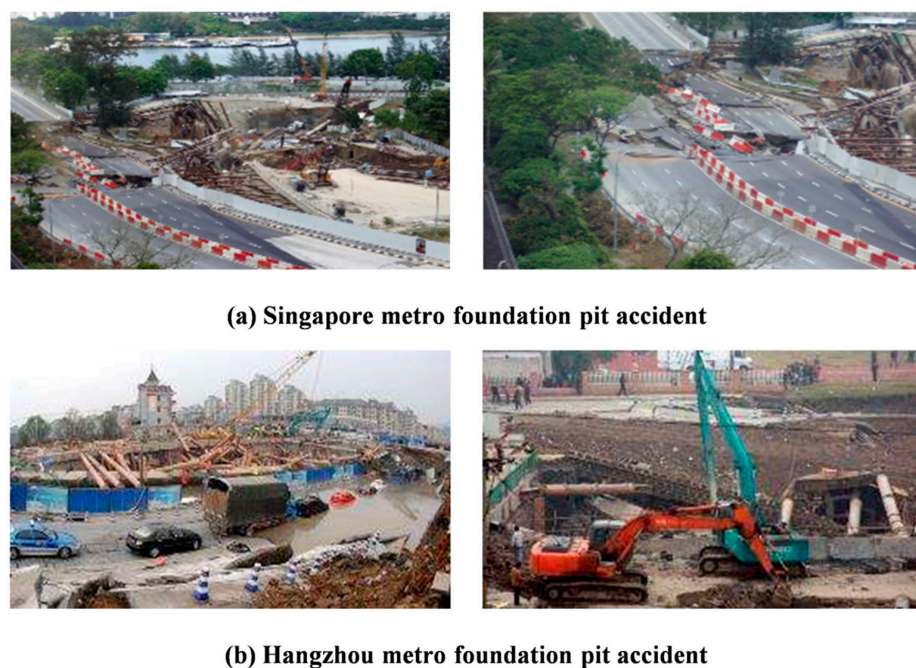 (a) Singapore metro foundation pit accident
(b) Hangzhou metro foundation pit accident